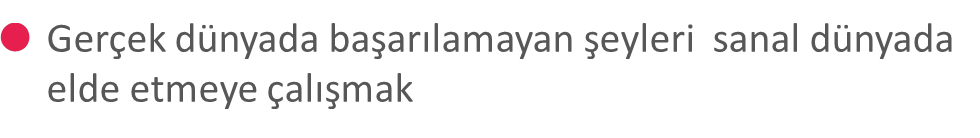 Gerçek dünyada başarılamayan şeyleri  sanal dünyada
elde etmeye çalışmak